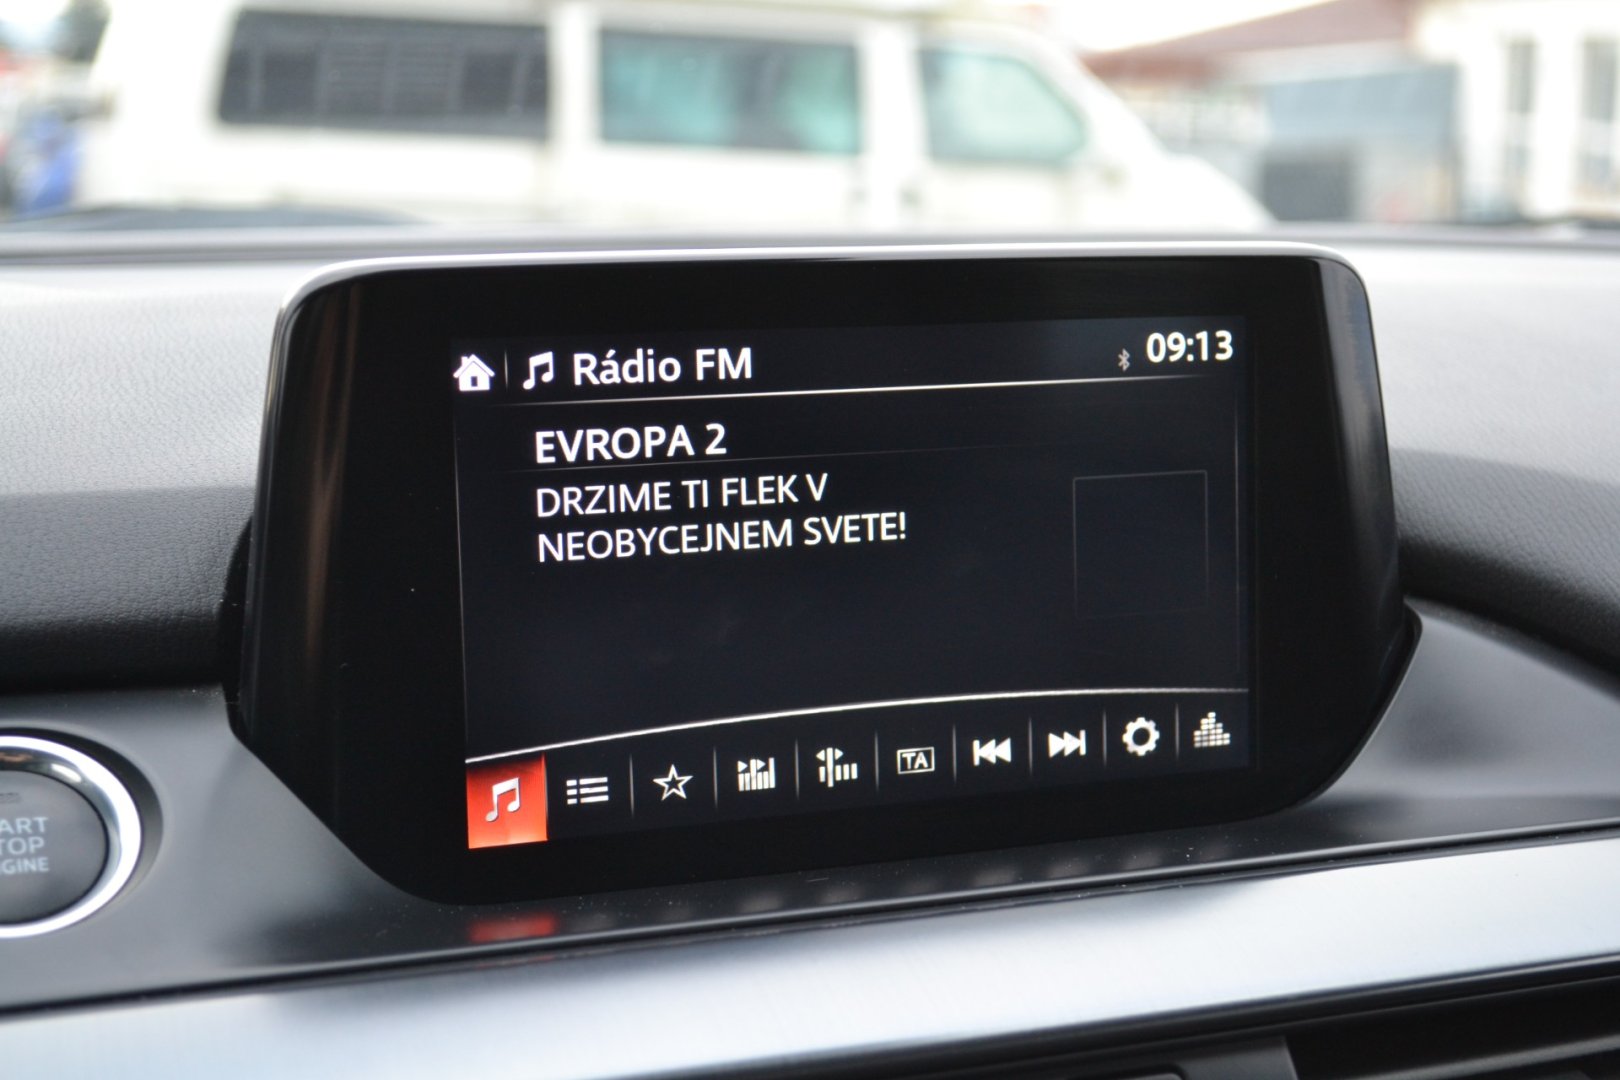 Rádio FM
09:13
EVROPA 2
DRZIME TI FLEK V
NEOBYCEJNEM SVETE!
TA
ART
TOP
GINE